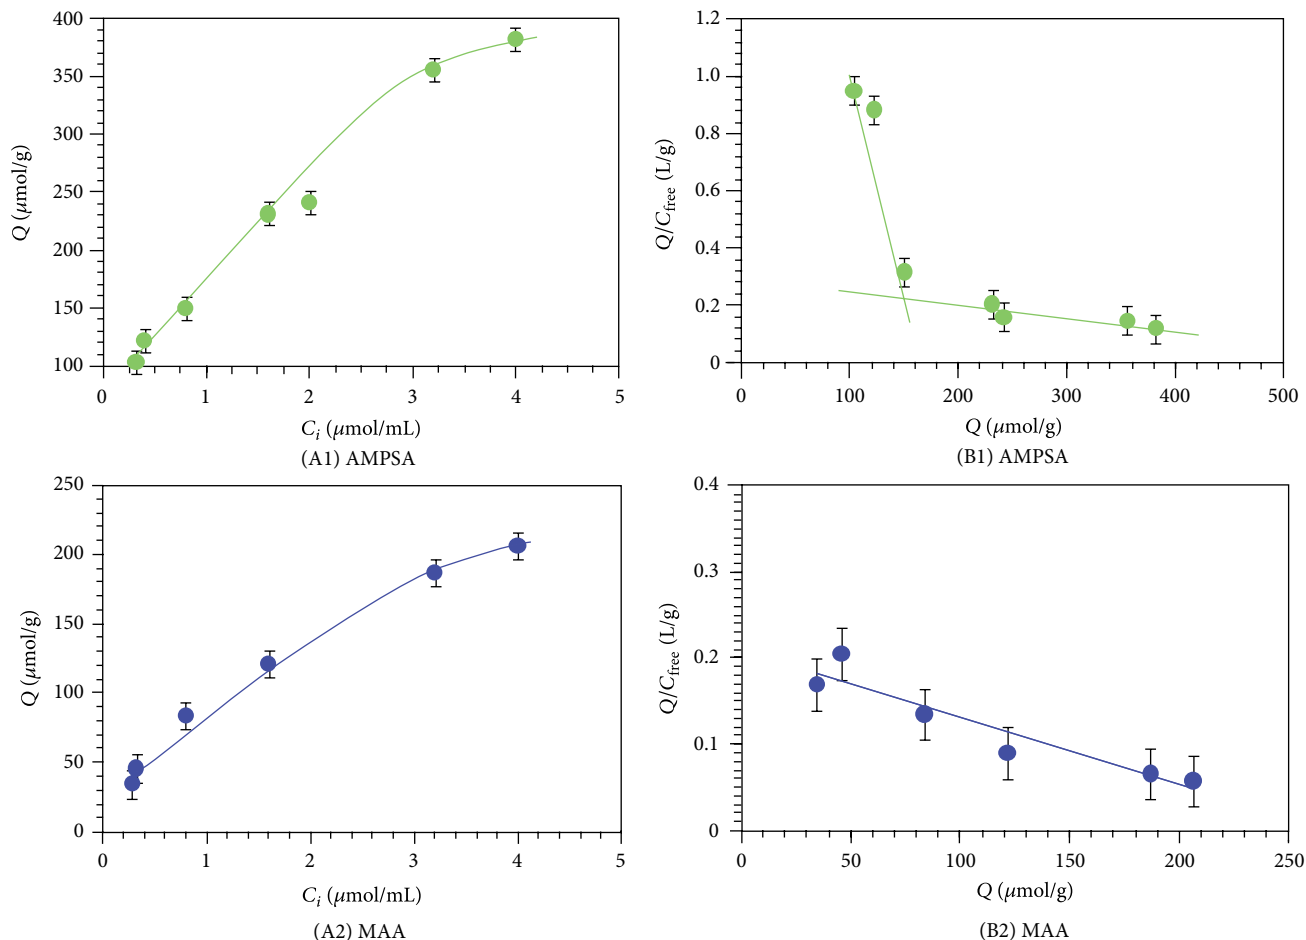 400
350
300
250
200
150
100
Q (μmol/g)
0 1 2 3 4 5
C_i (μmol/mL)
(A1) AMPSA
1.2
1.0
0.8
0.6
0.4
0.2
0
Q/C_free (L/g)
0 100 200 300 400 500
Q (μmol/g)
(B1) AMPSA
250
200
150
100
50
0
Q (μmol/g)
0 1 2 3 4 5
C_i (μmol/mL)
(A2) MAA
0.4
0.3
0.2
0.1
0
Q/C_free (L/g)
0 50 100 150 200 250
Q (μmol/g)
(B2) MAA